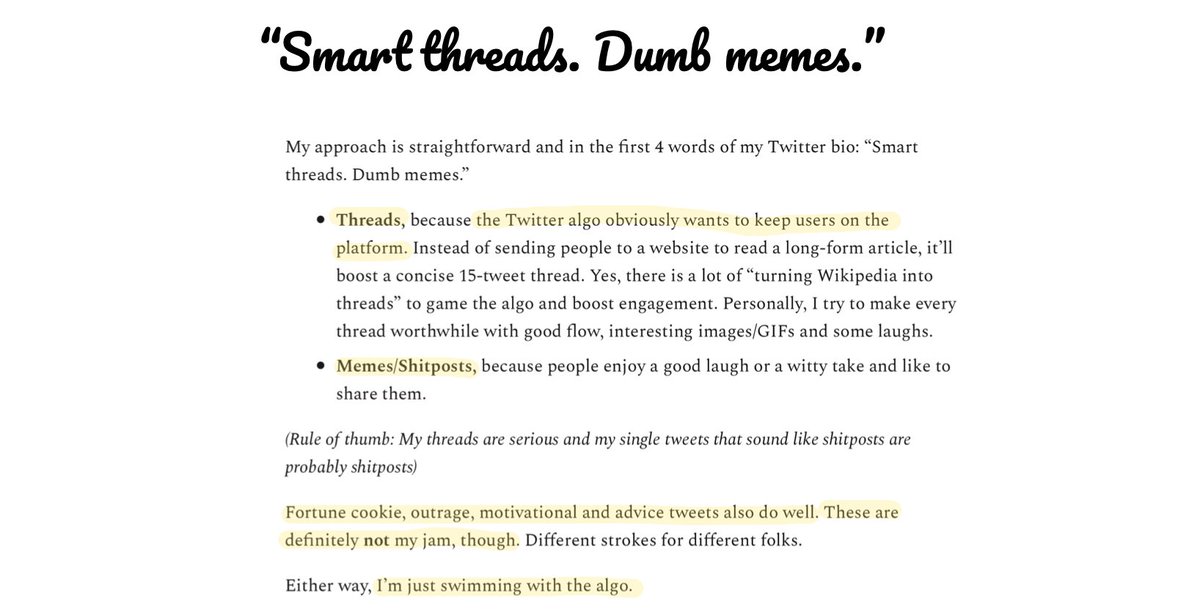 “Smart threads. Dumb memes.”
My approach is straightforward and in the first 4 words of my Twitter bio: “Smart
threads. Dumb memes.”
• Threads, because the Twitter algo obviously wants to keep users on the
platform. Instead of sending people to a website to read a long-form article, it’ll
boost a concise 15-tweet thread. Yes, there is a lot of “turning Wikipedia into
threads” to game the algo and boost engagement. Personally, I try to make every
thread worthwhile with good flow, interesting images/GIFs and some laughs.
• Memes/Shitposts, because people enjoy a good laugh or a witty take and like to
share them.
(Rule of thumb: My threads are serious and my single tweets that sound like shitposts are
probably shitposts)
Fortune cookie, outrage, motivational and advice tweets also do well. These are
definitely not my jam, though. Different strokes for different folks.
Either way, I’m just swimming with the algo.